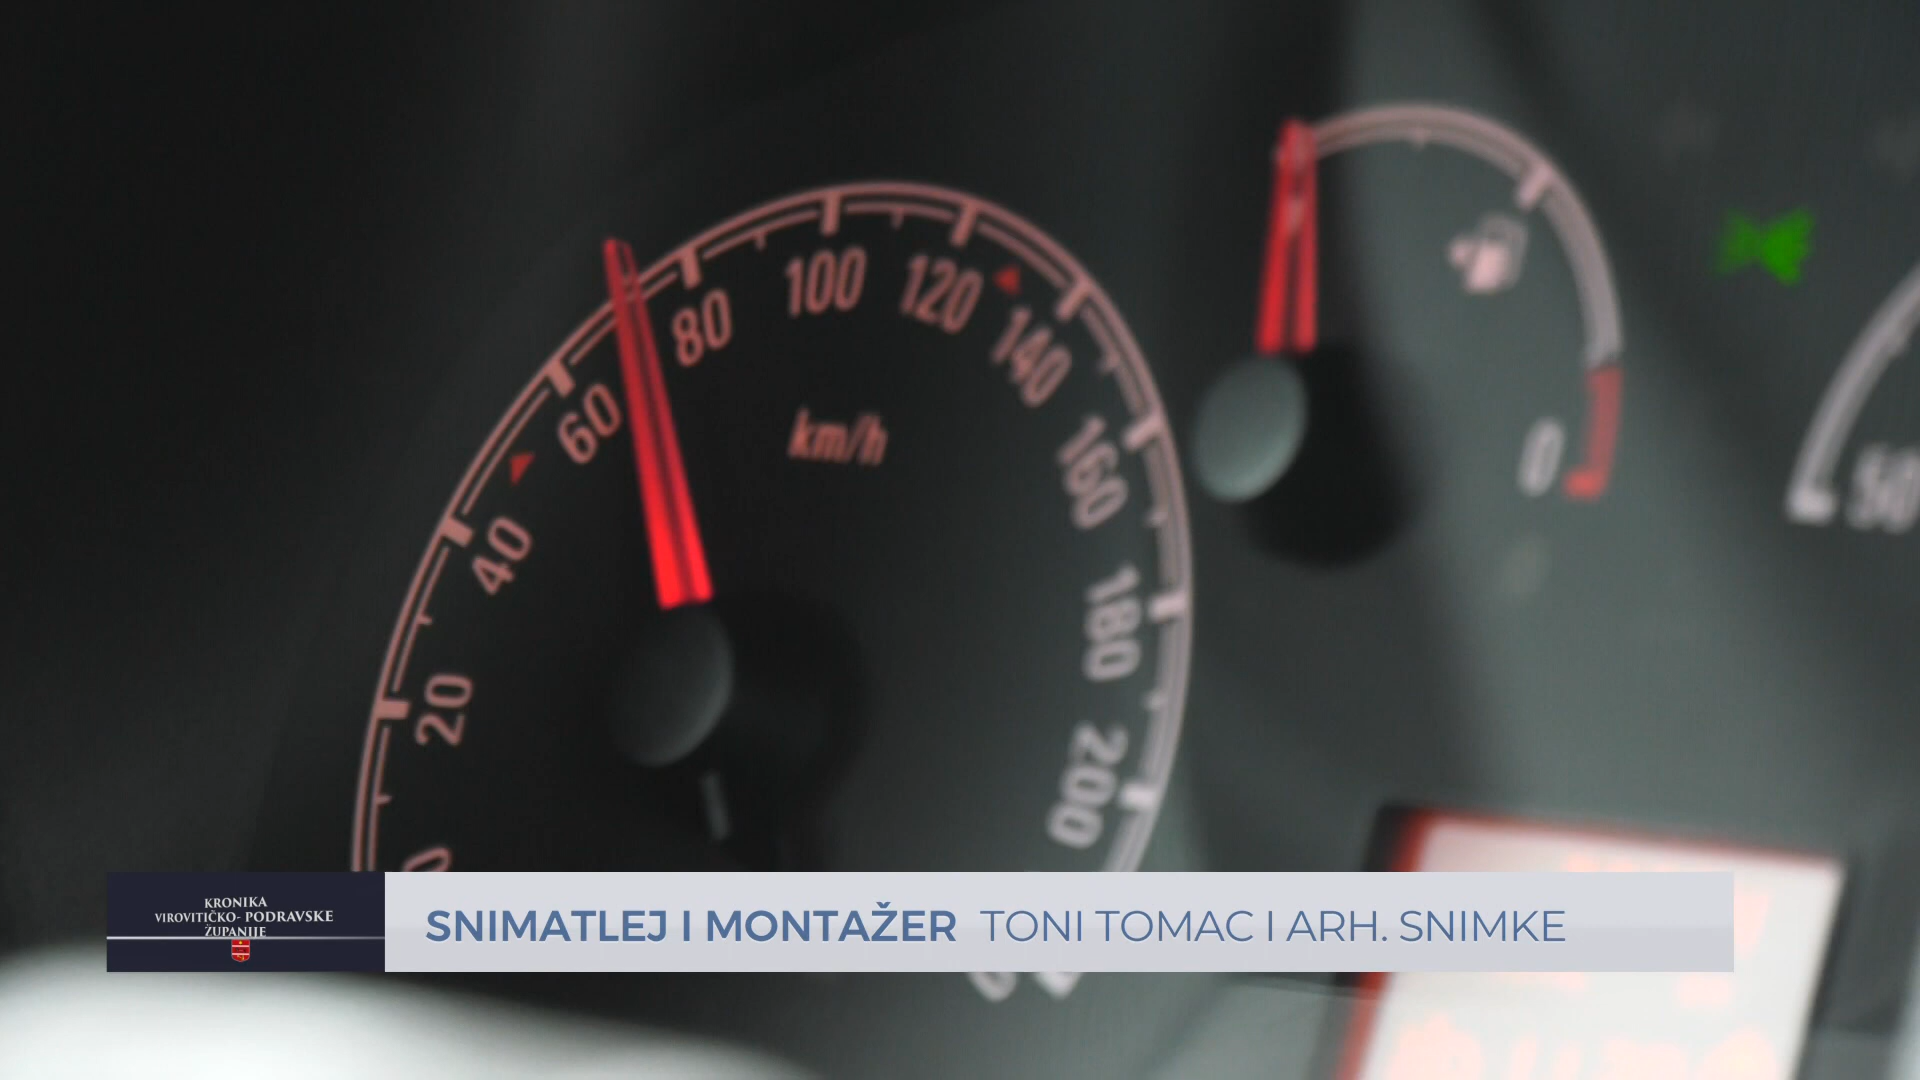 20
40
60
80
100
120
140
160
180
200
km/h
0
50
KRONIKA
VIROVITIČKO- PODRAVSKE
ŽUPANIJE
SNIMATLEJ I MONTAŽER TONI TOMAC I ARH. SNIMKE